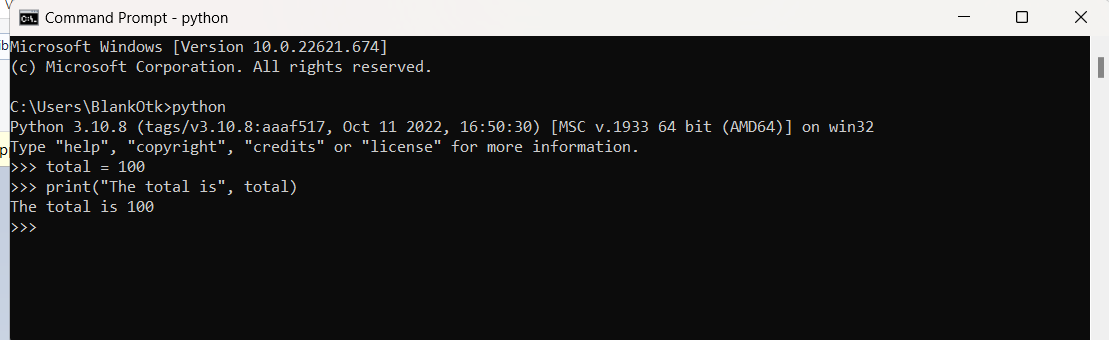 Command Prompt - python
Microsoft Windows [Version 10.0.22621.674]
(c) Microsoft Corporation. All rights reserved.
C:\Users\BlankOtk>python
Python 3.10.8 (tags/v3.10.8:aaaf517, Oct 11 2022, 16:50:30) [MSC v.1933 64 bit (AMD64)] on win32
Type "help", "copyright", "credits" or "license" for more information.
>>> total = 100
>>> print("The total is", total)
The total is 100
>>>